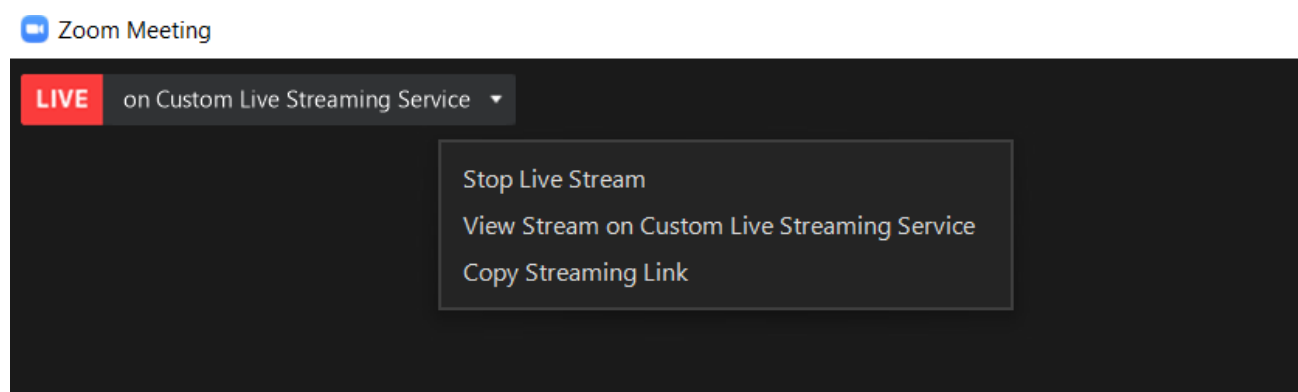 Zoom Meeting
LIVE on Custom Live Streaming Service
Stop Live Stream
View Stream on Custom Live Streaming Service
Copy Streaming Link